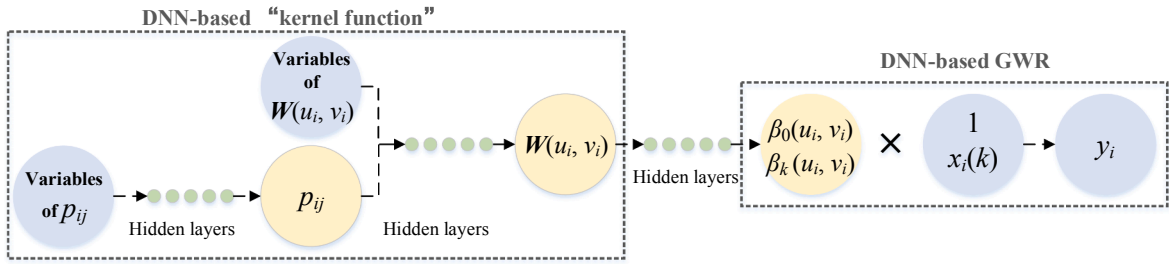 DNN-based “kernel function”
Variables
of
W(uᵢ, vᵢ)
Variables
of pᵢⱼ
Hidden layers
pᵢⱼ
Hidden layers
W(uᵢ, vᵢ)
Hidden layers
DNN-based GWR
β₀(uᵢ, vᵢ)
βₖ(uᵢ, vᵢ)
×
1
xᵢ(k)
yᵢ